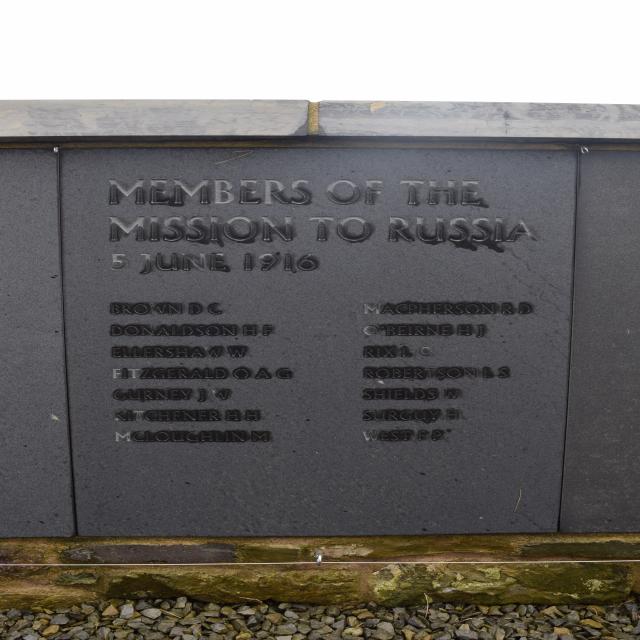 MEMBERS OF THE
MISSION TO RUSSIA
5 JUNE 1916
BROWN D C
DONALDSON H F
ELLERSHAW W
FITZGERALD O A G
GURNEY J W
MCLOUGHLIN M
MACPHERSON R D
O'BEIRNE H J
RIX L C
ROBERTSON L S
SHIELDS W
SURGUY H
WEST F P